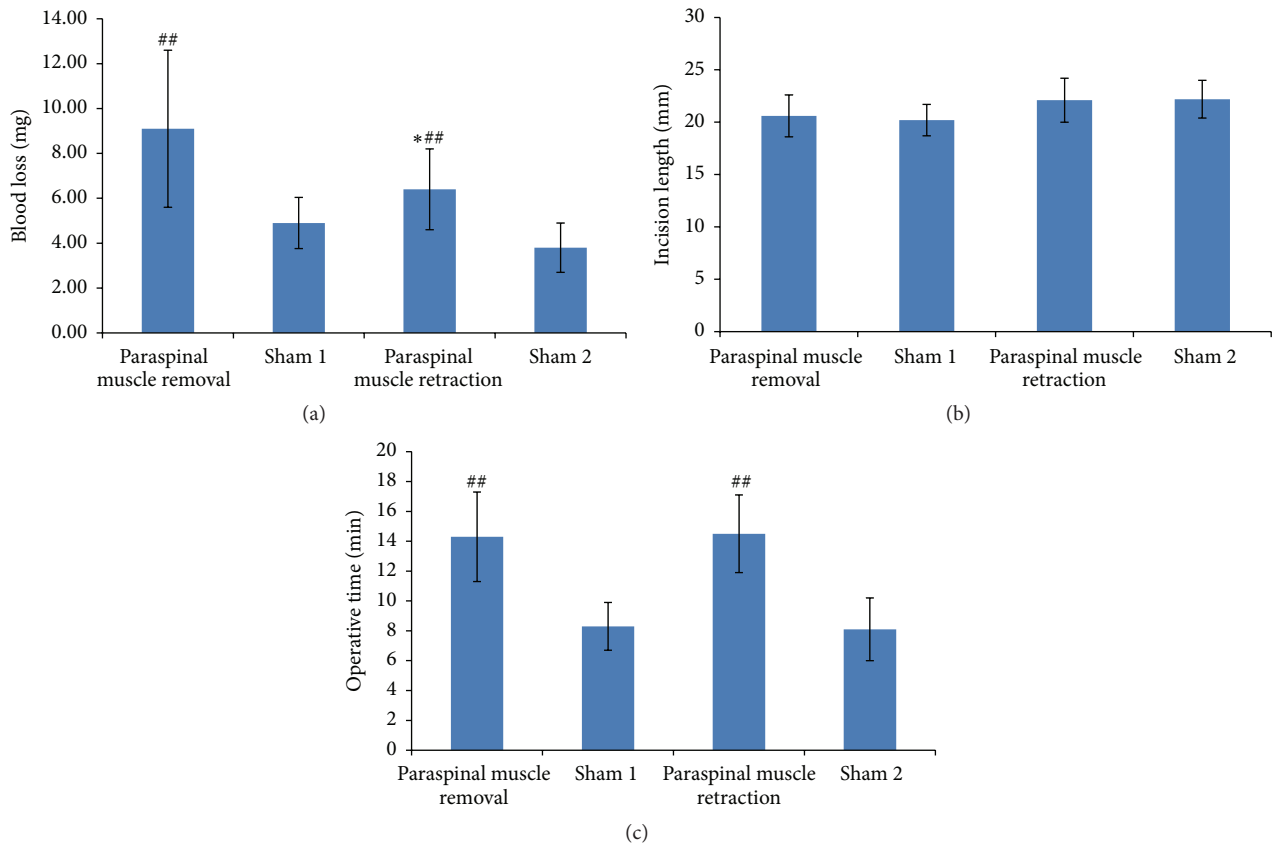 14.00
12.00
10.00
8.00
6.00
4.00
2.00
0.00
Blood loss (mg)
##
*##
Paraspinal
muscle removal
Sham 1
Paraspinal
muscle retraction
Sham 2
(a)
30
25
20
15
10
5
0
Incision length (mm)
Paraspinal muscle
removal
Sham 1
Paraspinal muscle
retraction
Sham 2
(b)
20
18
16
14
12
10
8
6
4
2
0
Operative time (min)
##
##
Paraspinal muscle
removal
Sham 1
Paraspinal muscle
retraction
Sham 2
(c)